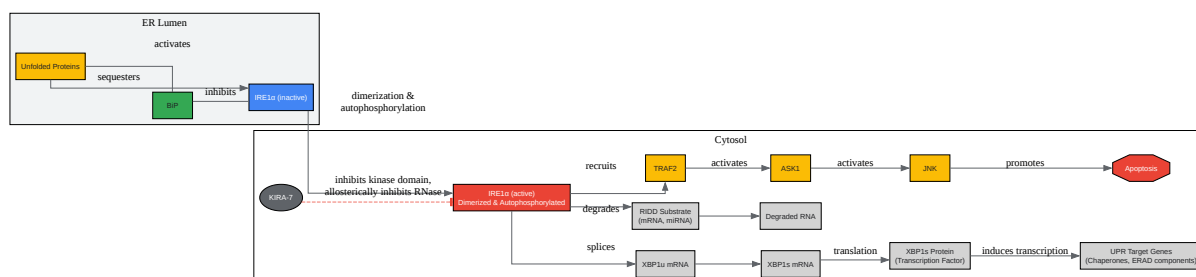 ER Lumen
activates
Unfolded Proteins
sequesters
BiP
inhibits
IRE1α (inactive)
dimerization &
autophosphorylation
Cytosol
KIRA-7
inhibits kinase domain,
allosterically inhibits RNase
IRE1α (active)
Dimerized & Autophosphorylated
recruits
TRAF2
activates
ASK1
activates
JNK
promotes
Apoptosis
degrades
RIDD Substrate
(mRNA, miRNA)
Degraded RNA
splices
XBP1u mRNA
XBP1s mRNA
translation
XBP1s Protein
(Transcription Factor)
induces transcription
UPR Target Genes
(Chaperones, ERAD components)